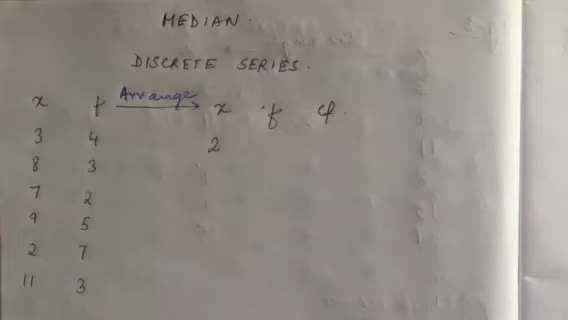 MEDIAN.
DISCRETE SERIES.
x f Arrange x f cf.
3 4 2
8 3
7 2
9 5
2 7
11 3